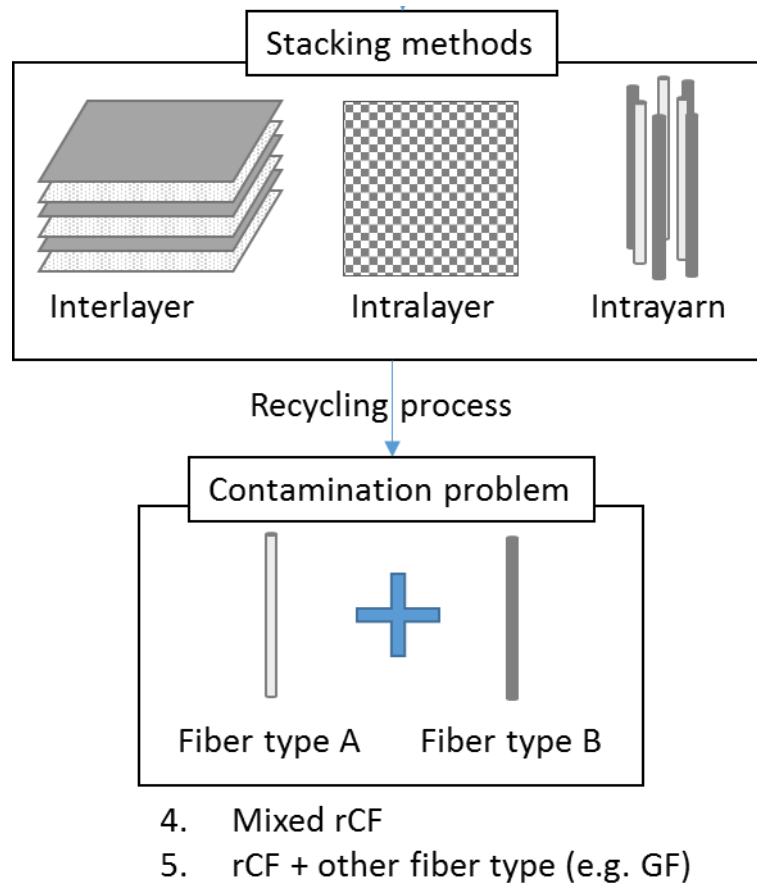 Stacking methods
Interlayer
Intralayer
Intrayarn
Recycling process
Contamination problem
Fiber type A
Fiber type B
4. Mixed rCF
5. rCF + other fiber type (e.g. GF)